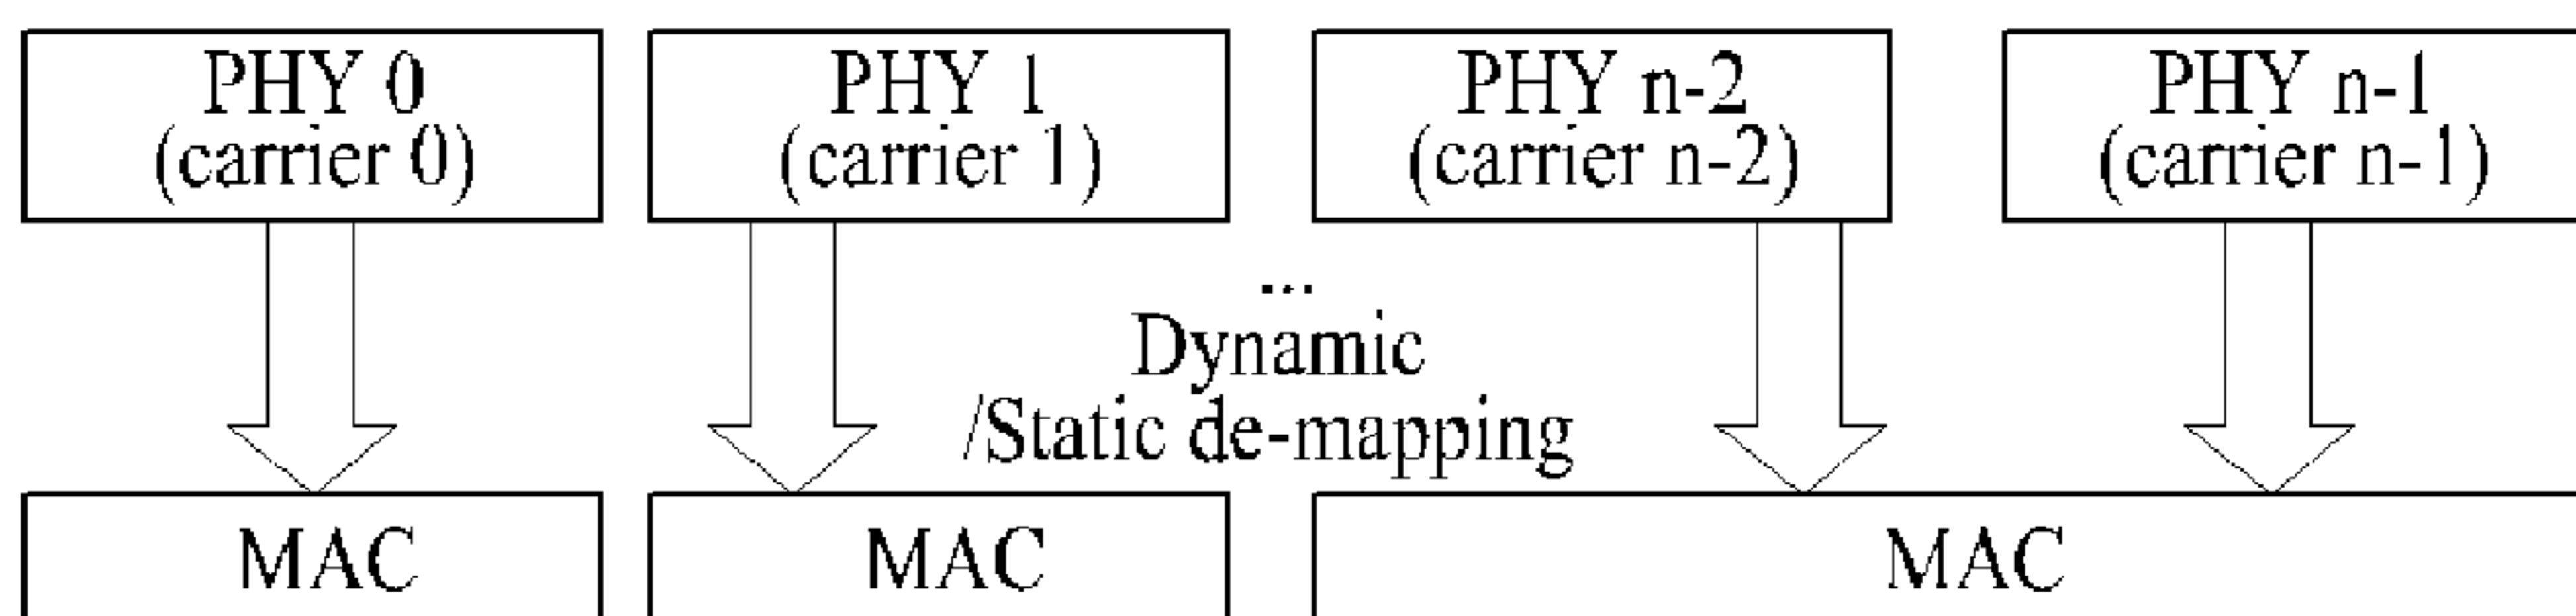 PHY 0
(carrier 0)
PHY 1
(carrier 1)
PHY n-2
(carrier n-2)
PHY n-1
(carrier n-1)
...
Dynamic
/Static de-mapping
MAC
MAC
MAC